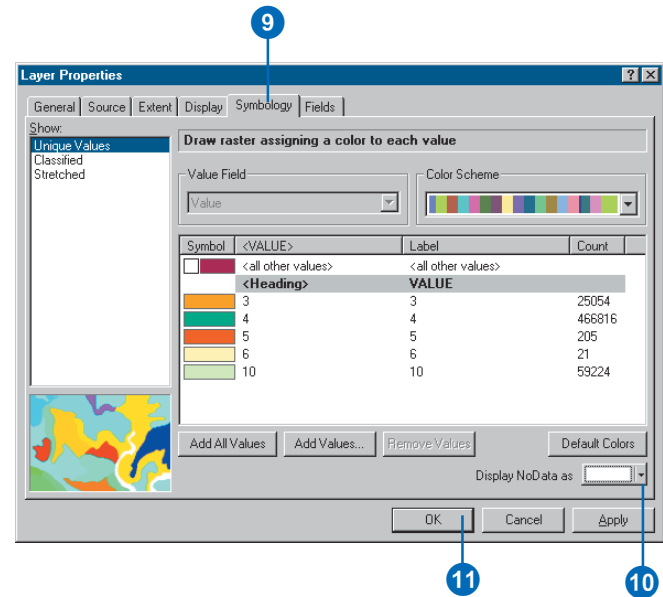 9
Layer Properties
General Source Extent Display Symbology Fields
Show:
Unique Values
Classified
Stretched
Draw raster assigning a color to each value
Value Field
Value
Color Scheme
Symbol <VALUE> Label Count
<all other values> <all other values>
<Heading> VALUE
3 3 25054
4 4 466816
5 5 205
6 6 21
10 10 59224
Add All Values Add Values... Remove Values Default Colors
Display NoData as
OK Cancel Apply
11 10